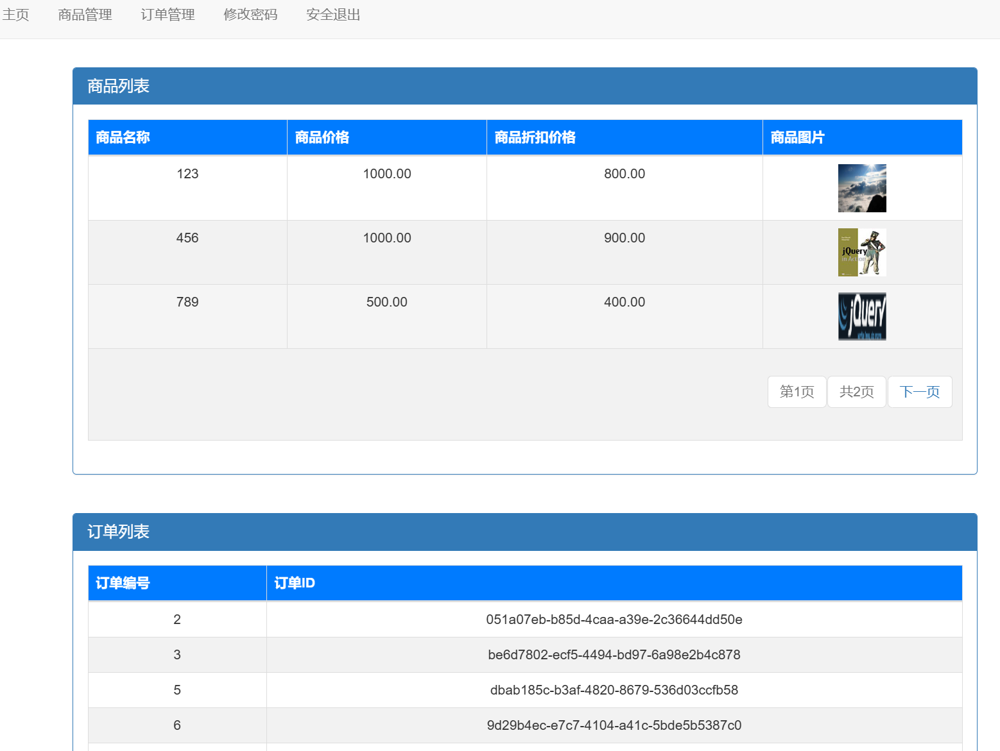 主页 商品管理 订单管理 修改密码 安全退出
商品列表
商品名称 商品价格 商品折扣价格 商品图片
123 1000.00 800.00
456 1000.00 900.00
jQuery
in Action
789 500.00 400.00
jQuery
第1页 共2页 下一页
订单列表
订单编号 订单ID
2 051a07eb-b85d-4caa-a39e-2c36644dd50e
3 be6d7802-ecf5-4494-bd97-6a98e2b4c878
5 dbab185c-b3af-4820-8679-536d03ccfb58
6 9d29b4ec-e7c7-4104-a41c-5bde5b5387c0